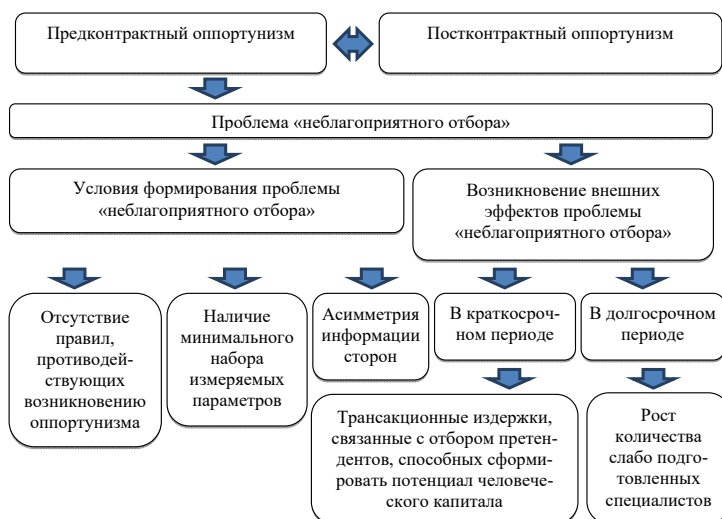 Предконтрактный оппортунизм
Постконтрактный оппортунизм
Проблема «неблагоприятного отбора»
Условия формирования проблемы
«неблагоприятного отбора»
Возникновение внешних
эффектов проблемы
«неблагоприятного отбора»
Отсутствие
правил,
противодей-
ствующих
возникновению
оппортунизма
Наличие
минимального
набора
измеряемых
параметров
Асимметрия
информации
сторон
В краткосроч-
ном периоде
В долгосрочном
периоде
Трансакционные издержки,
связанные с отбором претен-
дентов, способных сформи-
ровать потенциал человече-
ского капитала
Рост
количества
слабо подго-
товленных
специалистов